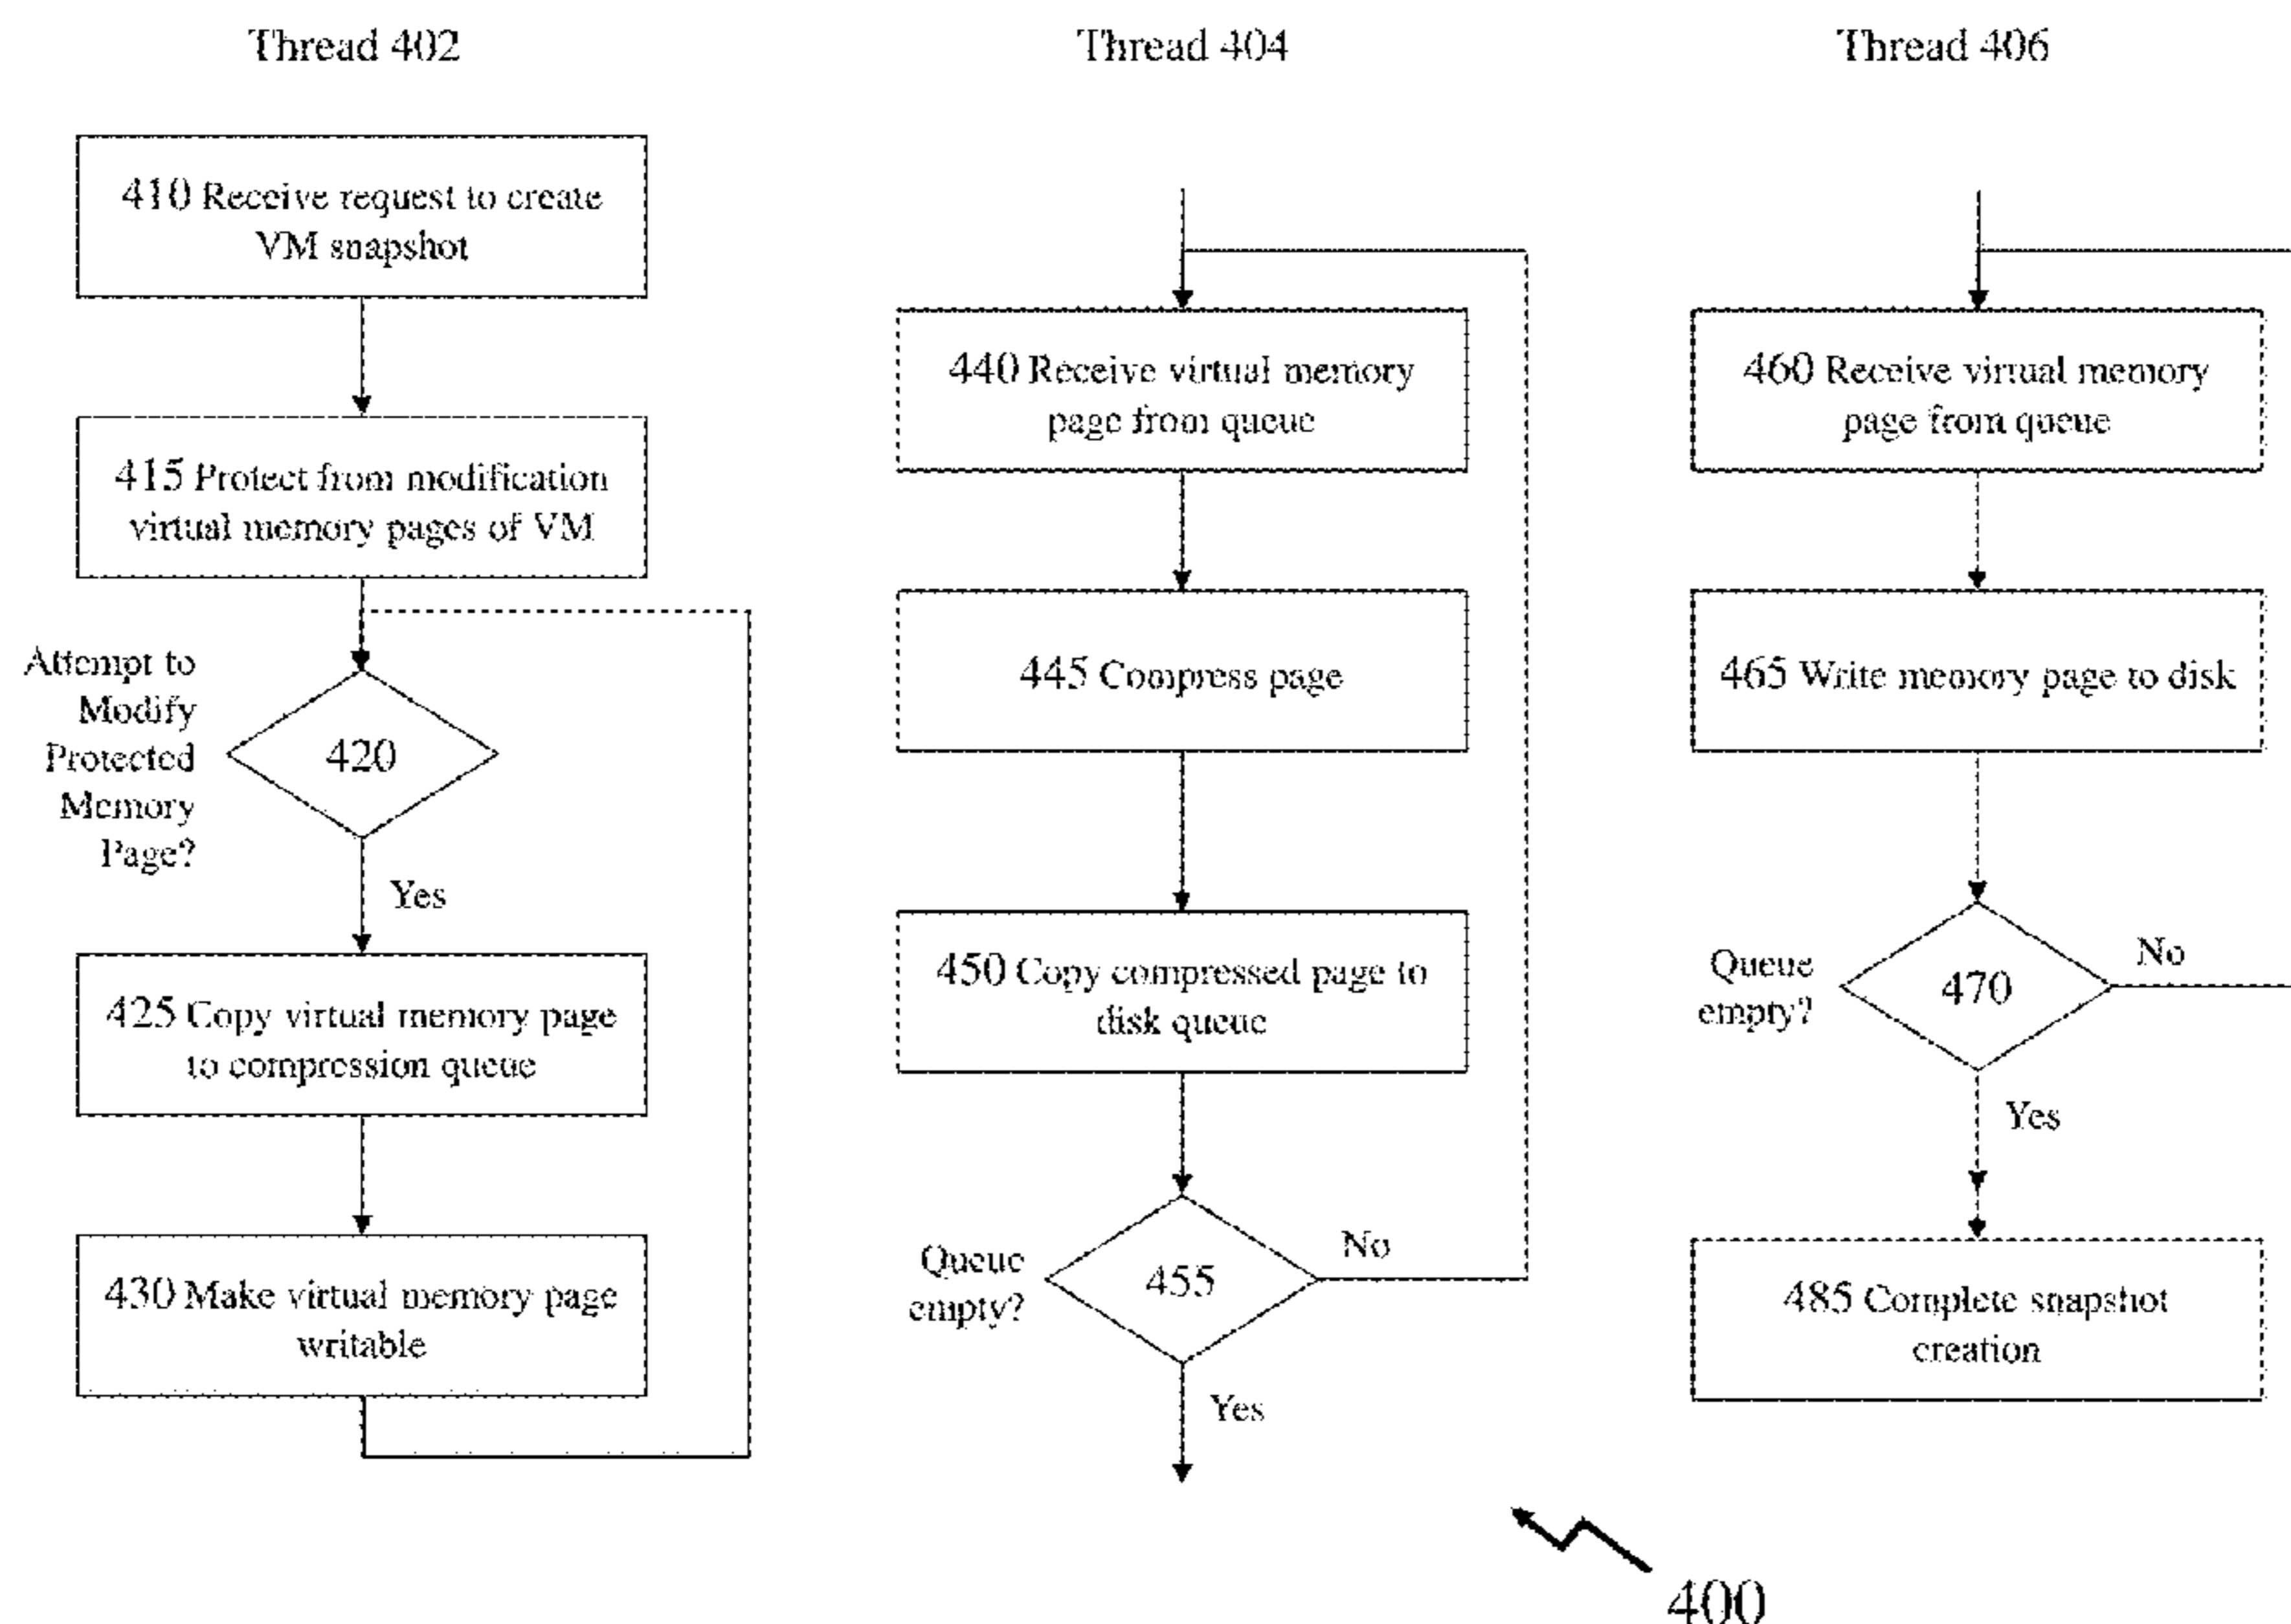 Thread 402
410 Receive request to create
VM snapshot
415 Protect from modification
virtual memory pages of VM
Attempt to
Modify
Protected
Memory
Page?
420
Yes
425 Copy virtual memory page
to compression queue
430 Make virtual memory page
writable
Thread 404
440 Receive virtual memory
page from queue
445 Compress page
450 Copy compressed page to
disk queue
Queue
empty?
455
No
Yes
Thread 406
460 Receive virtual memory
page from queue
465 Write memory page to disk
Queue
empty?
470
No
Yes
485 Complete snapshot
creation
400